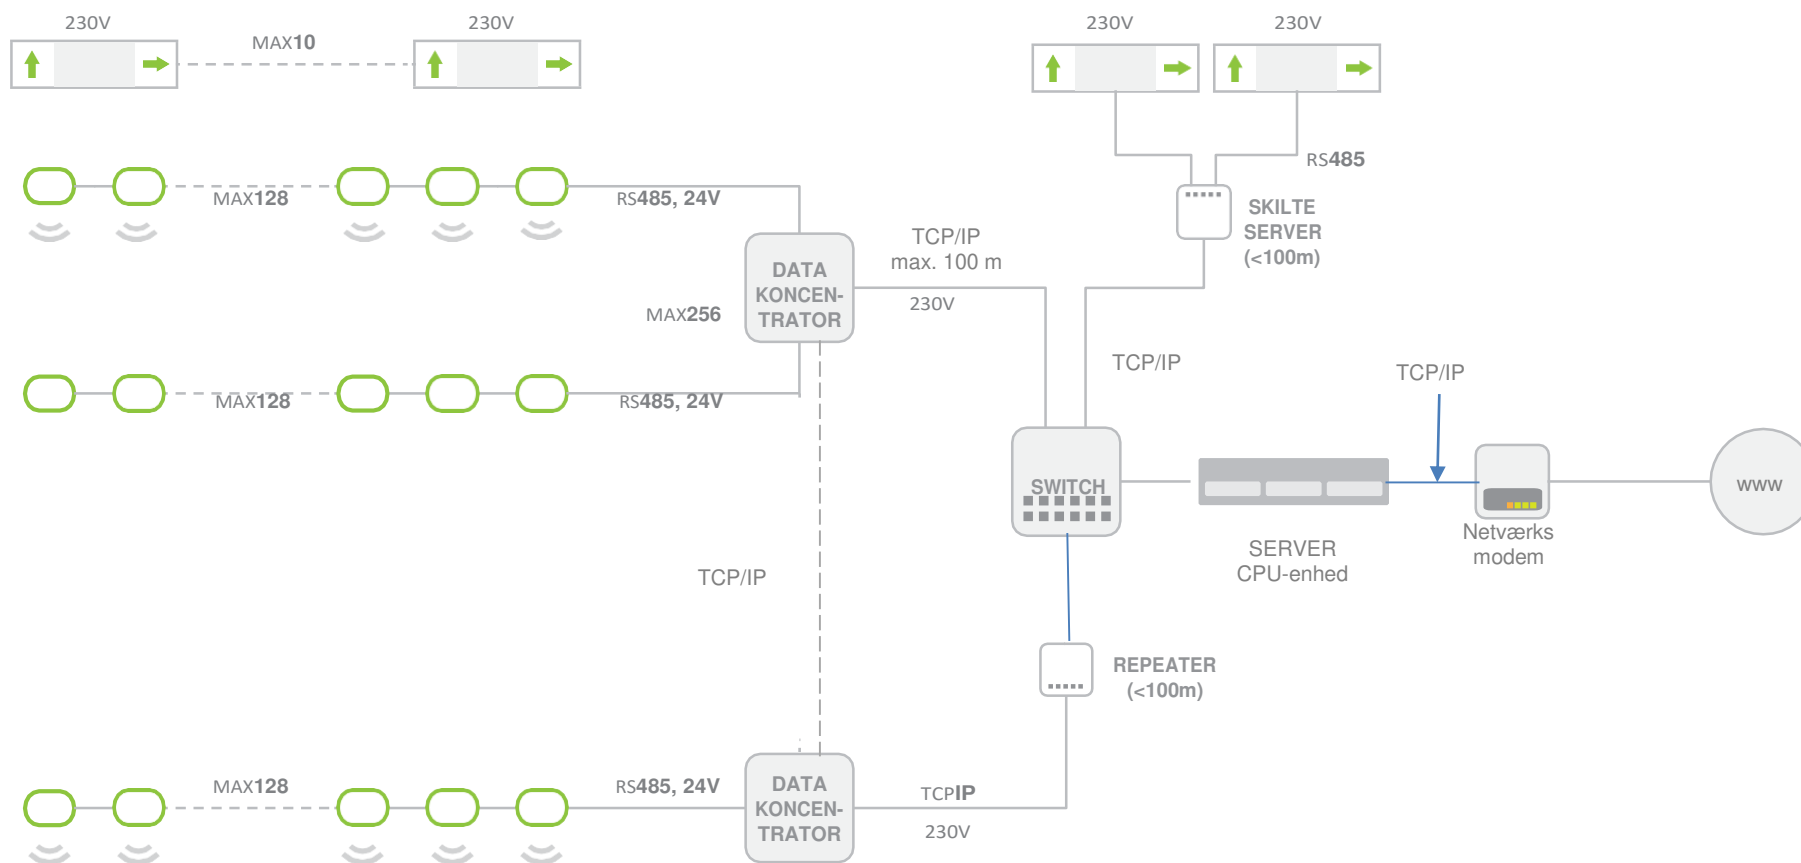 230V
230V
230V
230V
MAX10
RS485
MAX128
RS485, 24V
SKILTE
SERVER
(<100m)
TCP/IP
max. 100 m
230V
DATA
KONCEN-
TRATOR
MAX256
TCP/IP
TCP/IP
MAX128
RS485, 24V
SWITCH
www
Netværks
modem
SERVER
CPU-enhed
TCP/IP
REPEATER
(<100m)
MAX128
RS485, 24V
DATA
KONCEN-
TRATOR
TCPIP
230V